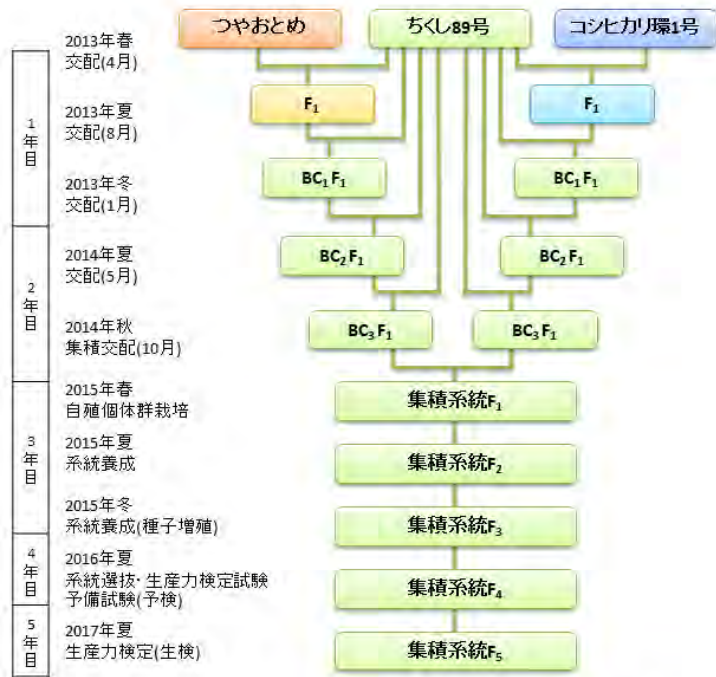 つやおとめ
ちくし89号
コシヒカリ環1号
2013年春
交配(4月)
1年目
F₁
F₁
2013年夏
交配(8月)
BC₁F₁
BC₁F₁
2013年冬
交配(1月)
2年目
BC₂F₁
BC₂F₁
2014年夏
交配(5月)
BC₃F₁
BC₃F₁
2014年秋
集積交配(10月)
3年目
2015年春
自殖個体群栽培
集積系統F₁
2015年夏
系統養成
集積系統F₂
2015年冬
系統養成(種子増殖)
集積系統F₃
4年目
2016年夏
系統選抜・生産力検定試験
予備試験(予検)
集積系統F₄
5年目
2017年夏
生産力検定(生検)
集積系統F₅